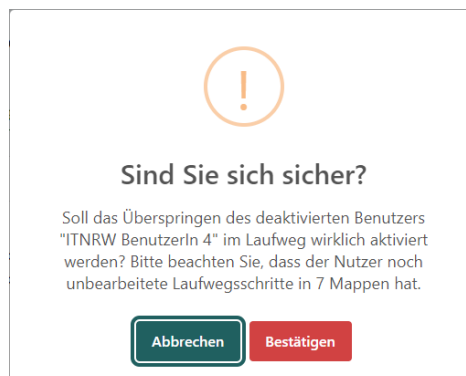 !
Sind Sie sich sicher?
Soll das Überspringen des deaktivierten Benutzers
"ITNRW BenutzerIn 4" im Laufweg wirklich aktiviert
werden? Bitte beachten Sie, dass der Nutzer noch
unbearbeitete Laufwegsschritte in 7 Mappen hat.
Abbrechen Bestätigen